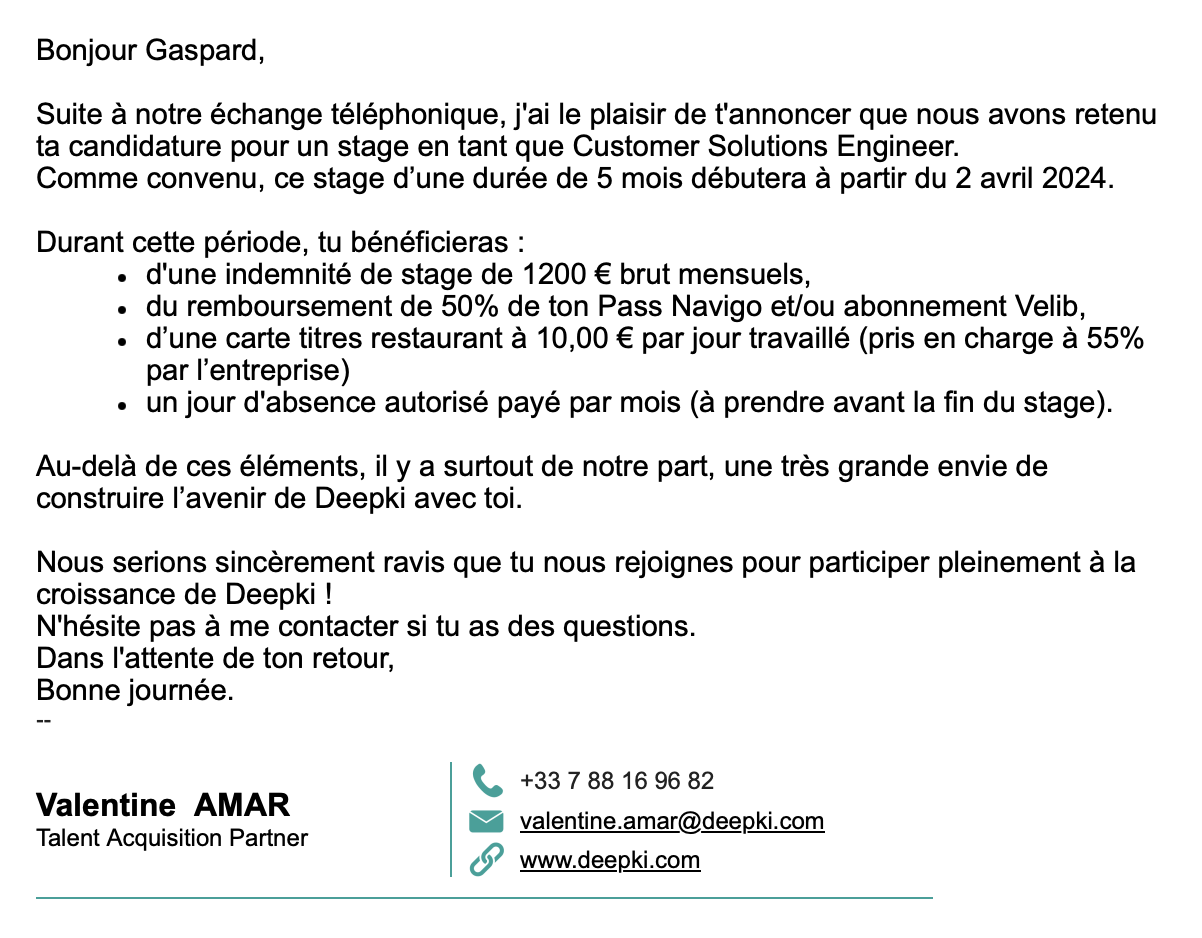 Bonjour Gaspard,
Suite à notre échange téléphonique, j'ai le plaisir de t'annoncer que nous avons retenu
ta candidature pour un stage en tant que Customer Solutions Engineer.
Comme convenu, ce stage d’une durée de 5 mois débutera à partir du 2 avril 2024.
Durant cette période, tu bénéficieras :
• d'une indemnité de stage de 1200 € brut mensuels,
• du remboursement de 50% de ton Pass Navigo et/ou abonnement Velib,
• d’une carte titres restaurant à 10,00 € par jour travaillé (pris en charge à 55%
par l’entreprise)
• un jour d'absence autorisé payé par mois (à prendre avant la fin du stage).
Au-delà de ces éléments, il y a surtout de notre part, une très grande envie de
construire l’avenir de Deepki avec toi.
Nous serions sincèrement ravis que tu nous rejoignes pour participer pleinement à la
croissance de Deepki !
N'hésite pas à me contacter si tu as des questions.
Dans l'attente de ton retour,
Bonne journée.
--
Valentine AMAR
Talent Acquisition Partner
+33 7 88 16 96 82
valentine.amar@deepki.com
www.deepki.com